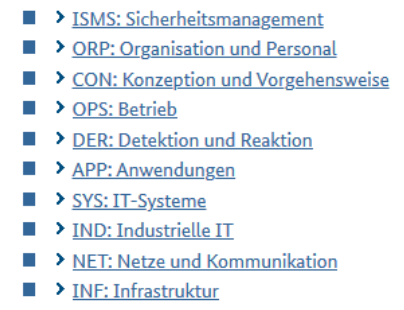 ISMS: Sicherheitsmanagement
ORP: Organisation und Personal
CON: Konzeption und Vorgehensweise
OPS: Betrieb
DER: Detektion und Reaktion
APP: Anwendungen
SYS: IT-Systeme
IND: Industrielle IT
NET: Netze und Kommunikation
INF: Infrastruktur